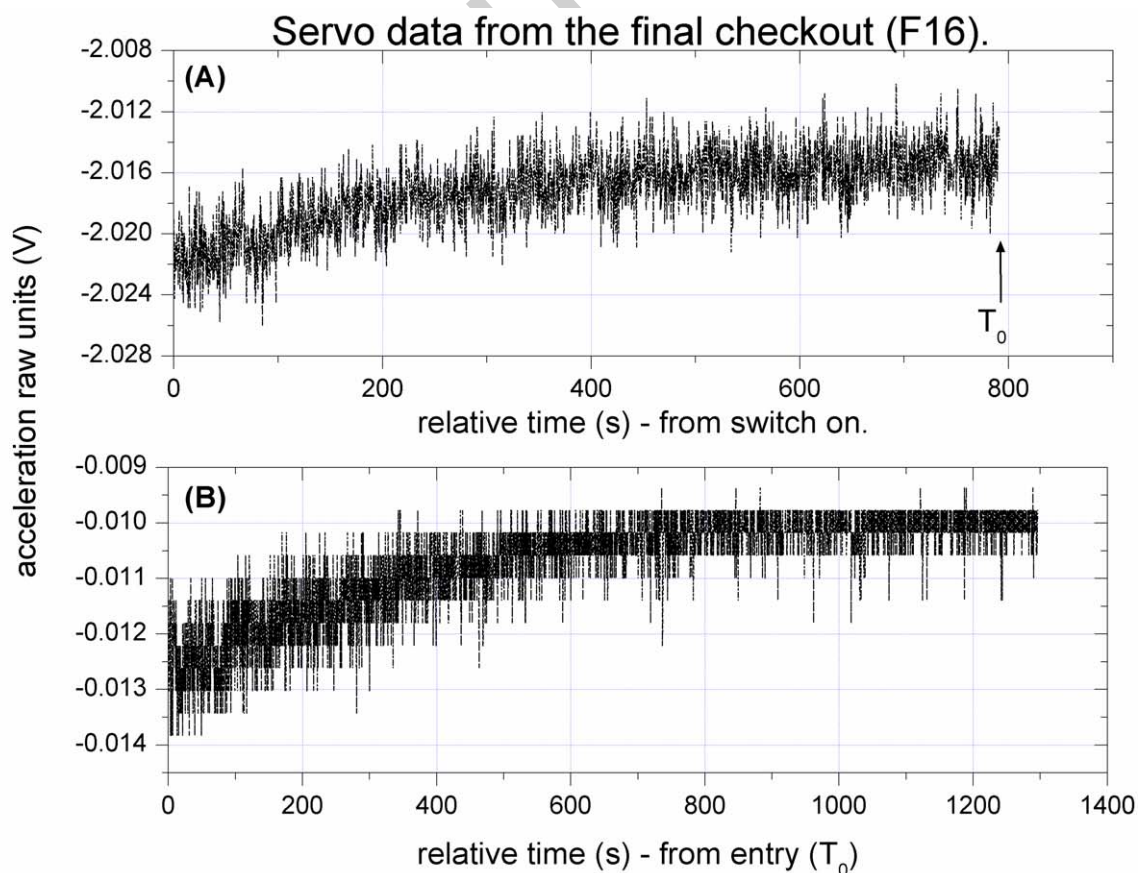 Servo data from the final checkout (F16).
acceleration raw units (V)
(A)
-2.008
-2.012
-2.016
-2.020
-2.024
-2.028
T0
0 200 400 600 800
relative time (s) - from switch on.
(B)
-0.009
-0.010
-0.011
-0.012
-0.013
-0.014
0 200 400 600 800 1000 1200 1400
relative time (s) - from entry (T0)